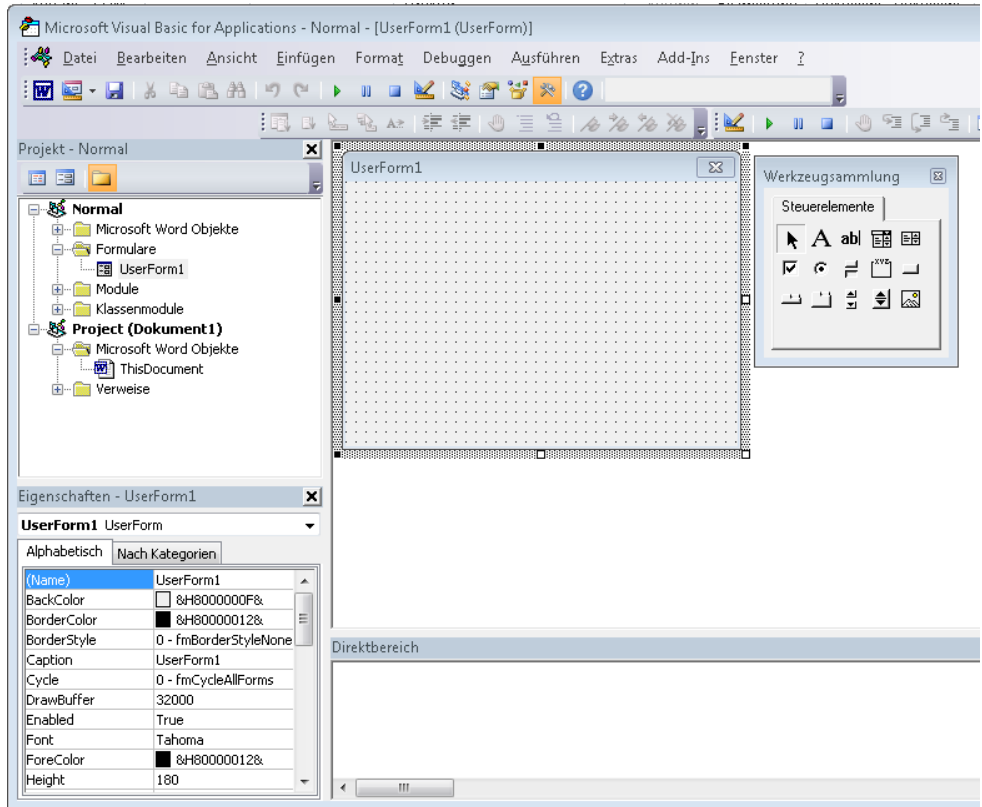 Microsoft Visual Basic for Applications - Normal - [UserForm1 (UserForm)]
Datei Bearbeiten Ansicht Einfügen Format Debuggen Ausführen Extras Add-Ins Fenster ?
Projekt - Normal
Normal
Microsoft Word Objekte
Formulare
UserForm1
Module
Klassenmodule
Project (Dokument1)
Microsoft Word Objekte
ThisDocument
Verweise
Eigenschaften - UserForm1
UserForm1 UserForm
Alphabetisch Nach Kategorien
(Name) UserForm1
BackColor &H8000000F&
BorderColor &H80000012&
BorderStyle 0 - fmBorderStyleNone
Caption UserForm1
Cycle 0 - fmCycleAllForms
DrawBuffer 32000
Enabled True
Font Tahoma
ForeColor &H80000012&
Height 180
UserForm1
Werkzeugsammlung
Steuerelemente
A abl
XYZ
Direktbereich